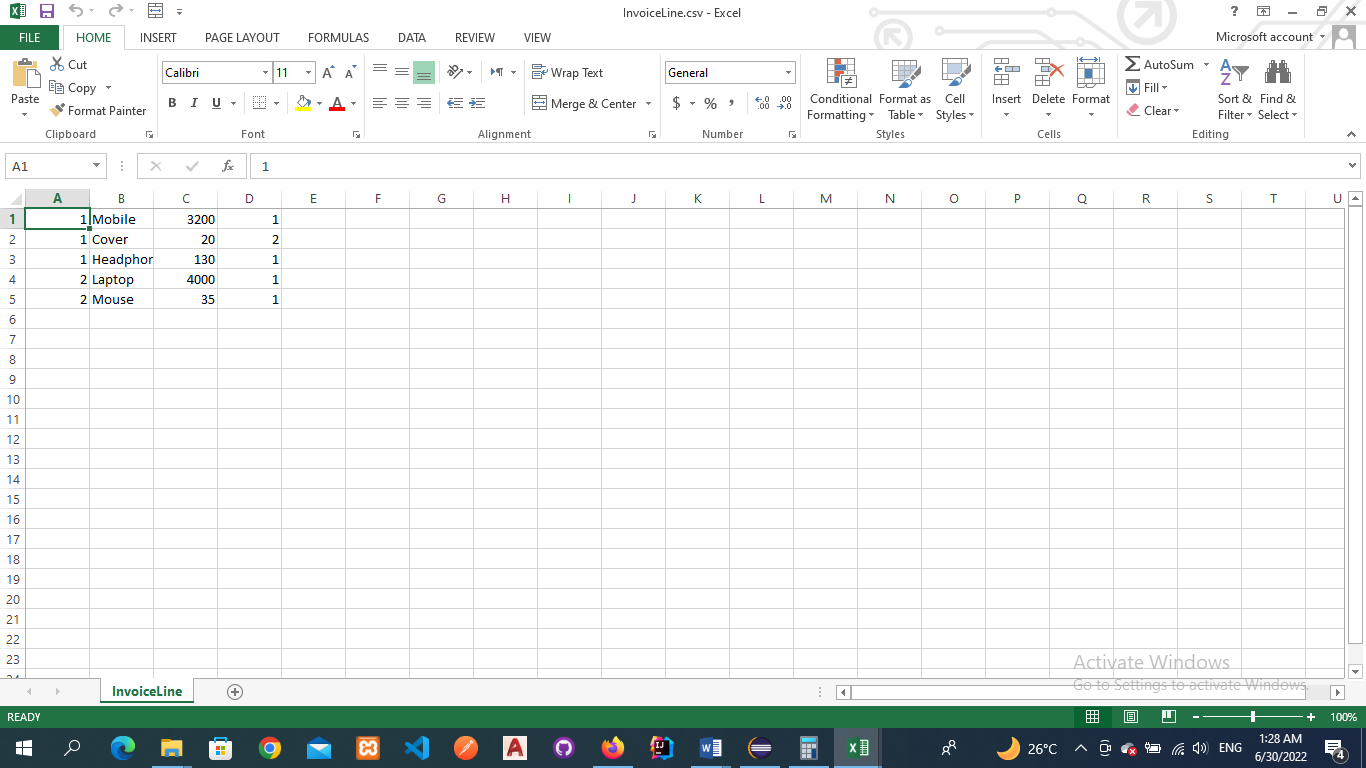 InvoiceLine.csv - Excel
?
FILE HOME INSERT PAGE LAYOUT FORMULAS DATA REVIEW VIEW Microsoft account
Paste Cut Copy Format Painter
Clipboard
Calibri 11
B I U A A A
Font
Wrap Text
Merge & Center
Alignment
General
$ % , .0 .00 .00 .0
Number
Conditional Formatting Format as Table Cell Styles
Styles
Insert Delete Format
Cells
AutoSum Fill Clear Sort & Filter Find & Select
Editing
A1 fx 1
A B C D E F G H I J K L M N O P Q R S T U
1 1 Mobile 3200 1
2 1 Cover 20 2
3 1 Headphor 130 1
4 2 Laptop 4000 1
5 2 Mouse 35 1
6
7
8
9
10
11
12
13
14
15
16
17
18
19
20
21
22
23
Activate Windows
Go to Settings to activate Windows.
InvoiceLine
READY 100%
26°C ENG 1:28 AM
6/30/2022
4